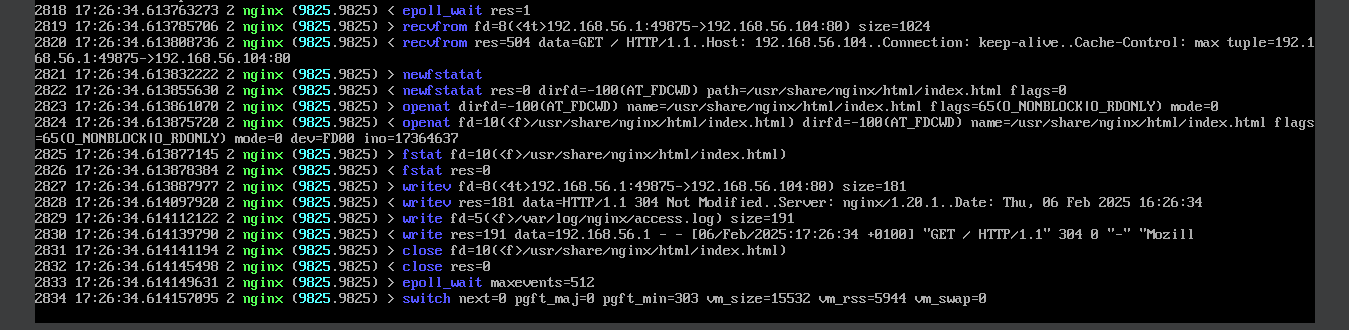 2818 17:26:34.613763273 2 nginx (9825.9825) < epoll_wait res=1
2819 17:26:34.613785706 2 nginx (9825.9825) > recvfrom fd=8(<4t>192.168.56.1:49875->192.168.56.104:80) size=1024
2820 17:26:34.613808736 2 nginx (9825.9825) < recvfrom res=504 data=GET / HTTP/1.1..Host: 192.168.56.104..Connection: keep-alive..Cache-Control: max tuple=192.1
68.56.1:49875->192.168.56.104:80
2821 17:26:34.613832222 2 nginx (9825.9825) > newfstatat
2822 17:26:34.613855630 2 nginx (9825.9825) < newfstatat res=0 dirfd=-100(AT_FDCWD) path=/usr/share/nginx/html/index.html flags=0
2823 17:26:34.613861070 2 nginx (9825.9825) > openat dirfd=-100(AT_FDCWD) name=/usr/share/nginx/html/index.html flags=65(O_NONBLOCK|O_RDONLY) mode=0
2824 17:26:34.613875720 2 nginx (9825.9825) < openat fd=10(<f>/usr/share/nginx/html/index.html) dirfd=-100(AT_FDCWD) name=/usr/share/nginx/html/index.html flags
=65(O_NONBLOCK|O_RDONLY) mode=0 dev=FD00 ino=17364637
2825 17:26:34.613877145 2 nginx (9825.9825) > fstat fd=10(<f>/usr/share/nginx/html/index.html)
2826 17:26:34.613878384 2 nginx (9825.9825) < fstat res=0
2827 17:26:34.613887977 2 nginx (9825.9825) > writev fd=8(<4t>192.168.56.1:49875->192.168.56.104:80) size=181
2828 17:26:34.614097920 2 nginx (9825.9825) < writev res=181 data=HTTP/1.1 304 Not Modified..Server: nginx/1.20.1..Date: Thu, 06 Feb 2025 16:26:34
2829 17:26:34.614112122 2 nginx (9825.9825) > write fd=5(<f>/var/log/nginx/access.log) size=191
2830 17:26:34.614139790 2 nginx (9825.9825) < write res=191 data=192.168.56.1 - - [06/Feb/2025:17:26:34 +0100] "GET / HTTP/1.1" 304 0 "-" "Mozill
2831 17:26:34.614141194 2 nginx (9825.9825) > close fd=10(<f>/usr/share/nginx/html/index.html)
2832 17:26:34.614145498 2 nginx (9825.9825) < close res=0
2833 17:26:34.614149631 2 nginx (9825.9825) > epoll_wait maxevents=512
2834 17:26:34.614157095 2 nginx (9825.9825) > switch next=0 pgft_maj=0 pgft_min=303 vm_size=15532 vm_rss=5944 vm_swap=0